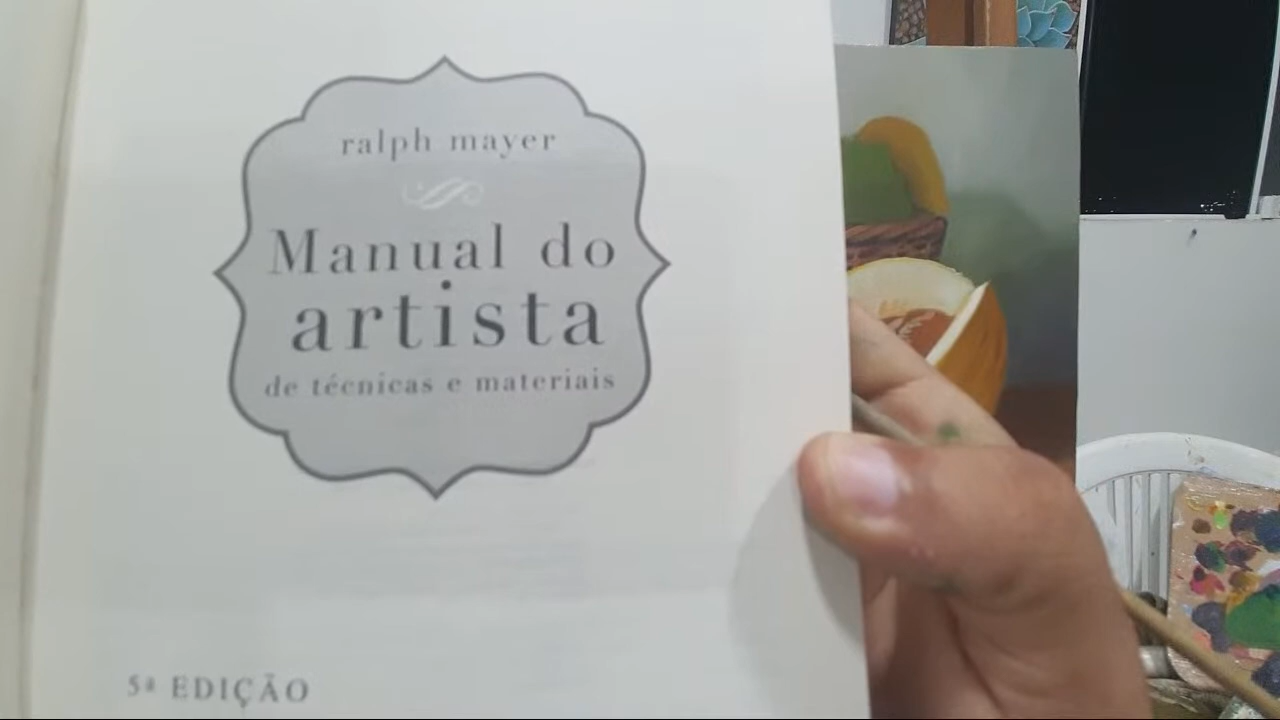 ralph mayer
Manual do
artista
de técnicas e materiais
5ª EDIÇÃO